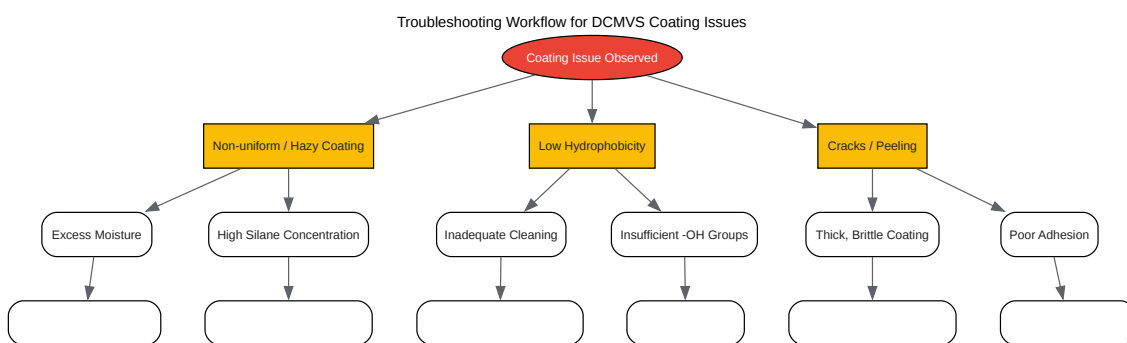 Troubleshooting Workflow for DCMVS Coating Issues
Coating Issue Observed
Non-uniform / Hazy Coating
Low Hydrophobicity
Cracks / Peeling
Excess Moisture
High Silane Concentration
Inadequate Cleaning
Insufficient -OH Groups
Thick, Brittle Coating
Poor Adhesion